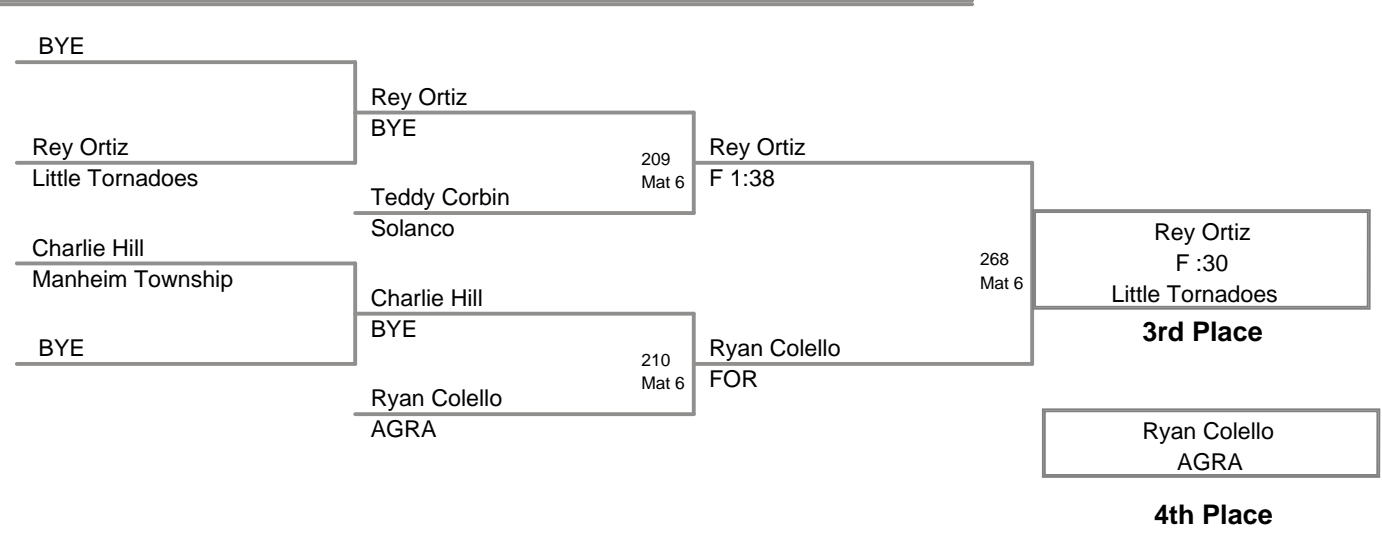 BYE
Rey Ortiz
BYE
Rey Ortiz
Little Tornadoes
209
Mat 6
Rey Ortiz
F 1:38
Teddy Corbin
Solanco
Charlie Hill
Manheim Township
268
Mat 6
Rey Ortiz
F :30
Little Tornadoes
3rd Place
Charlie Hill
BYE
BYE
210
Mat 6
Ryan Colello
FOR
Ryan Colello
AGRA
Ryan Colello
AGRA
4th Place